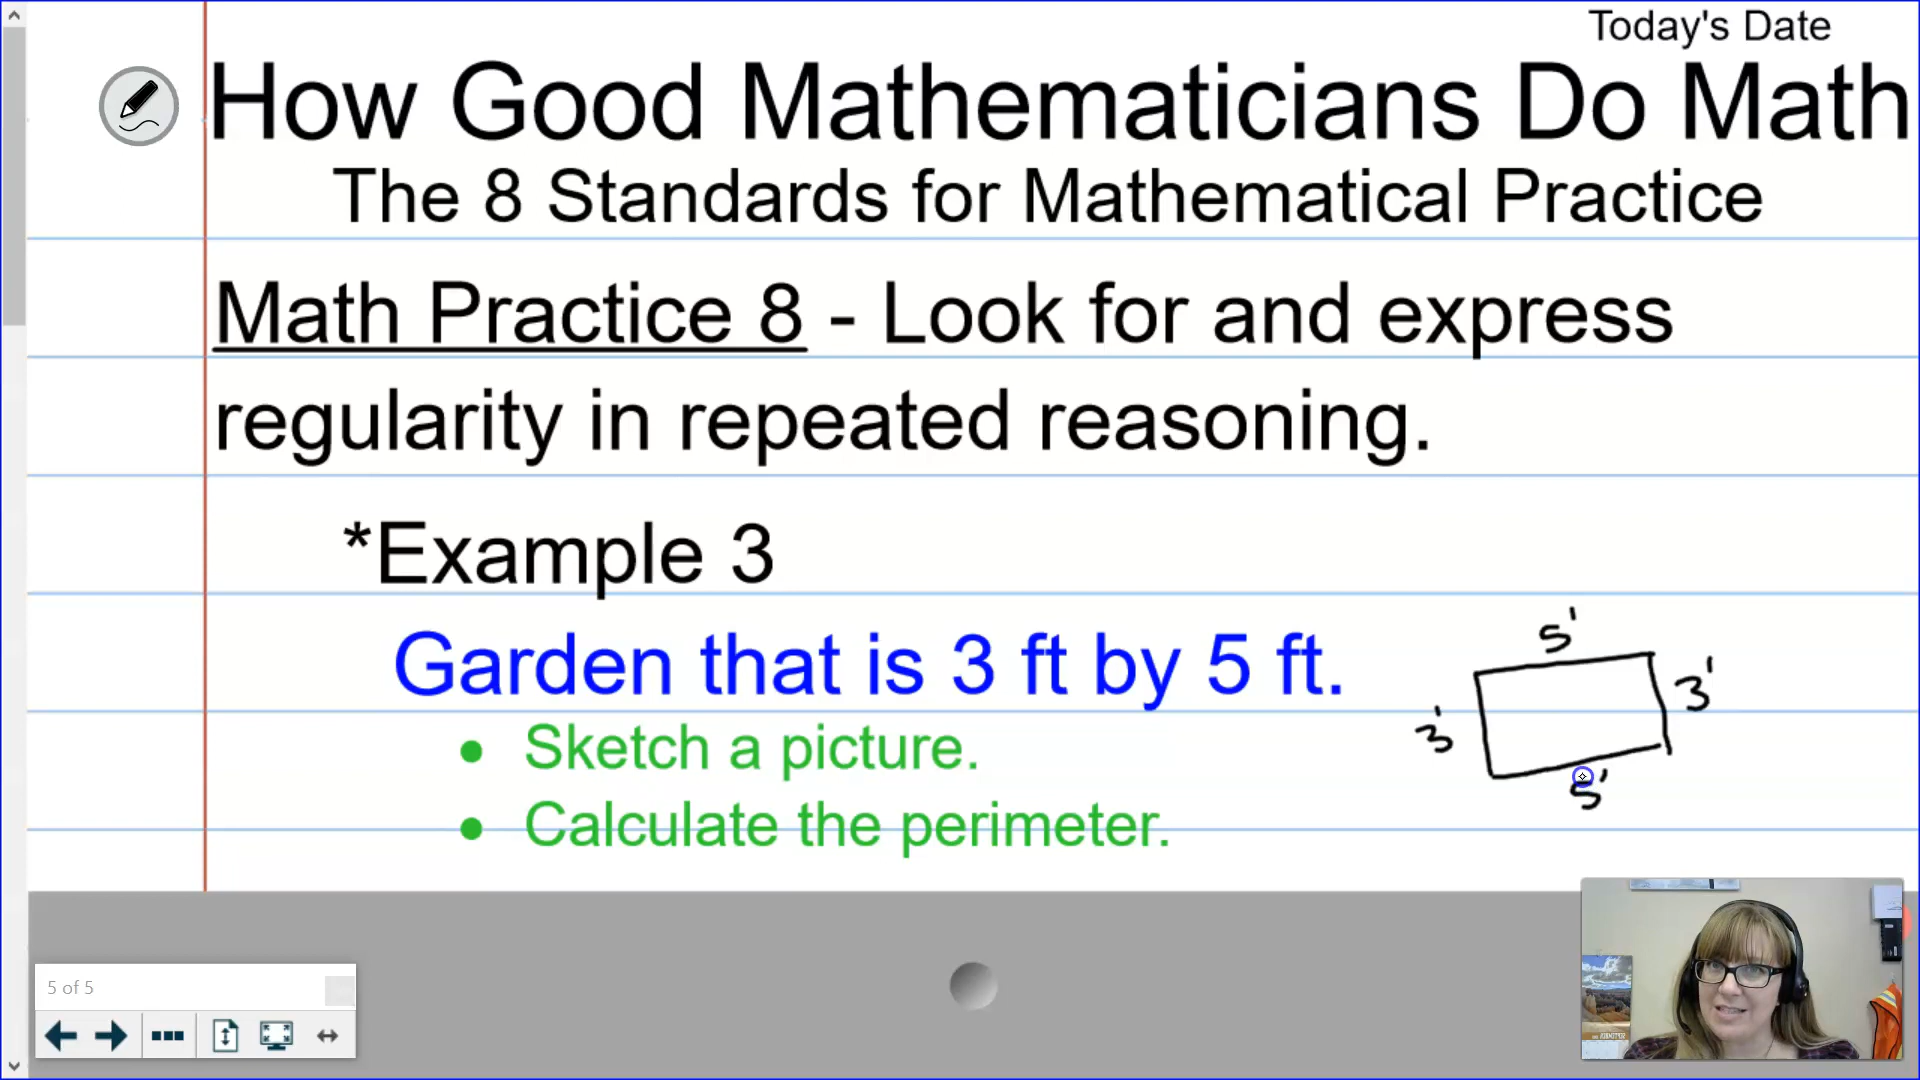 Today's Date
How Good Mathematicians Do Math
The 8 Standards for Mathematical Practice
Math Practice 8 - Look for and express
regularity in repeated reasoning.
*Example 3
Garden that is 3 ft by 5 ft.
• Sketch a picture.
• Calculate the perimeter.
5'
3'
3'
5'
5 of 5